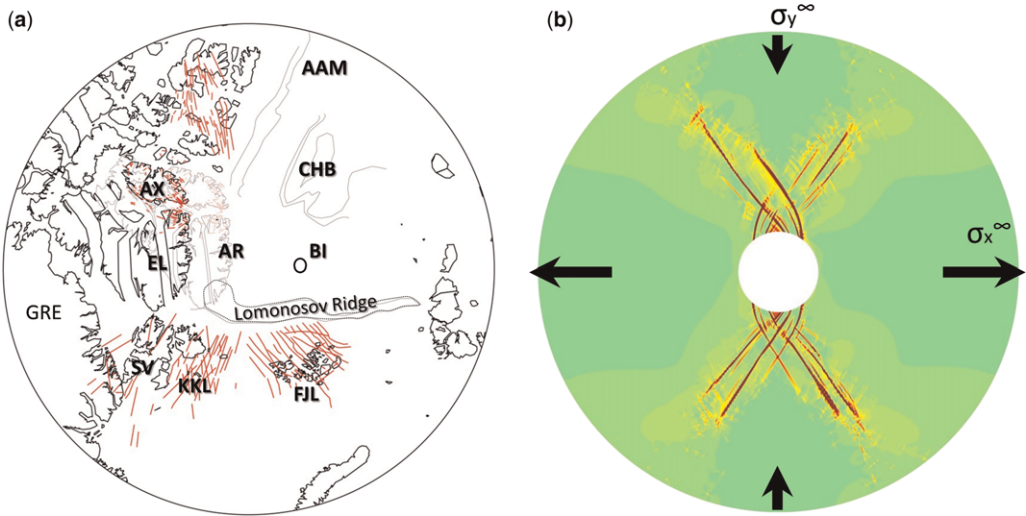 (a)
AAM
CHB
AX
AR
BI
EL
GRE
Lomonosov Ridge
SV
KKL
FJL
(b)
σy∞
σx∞